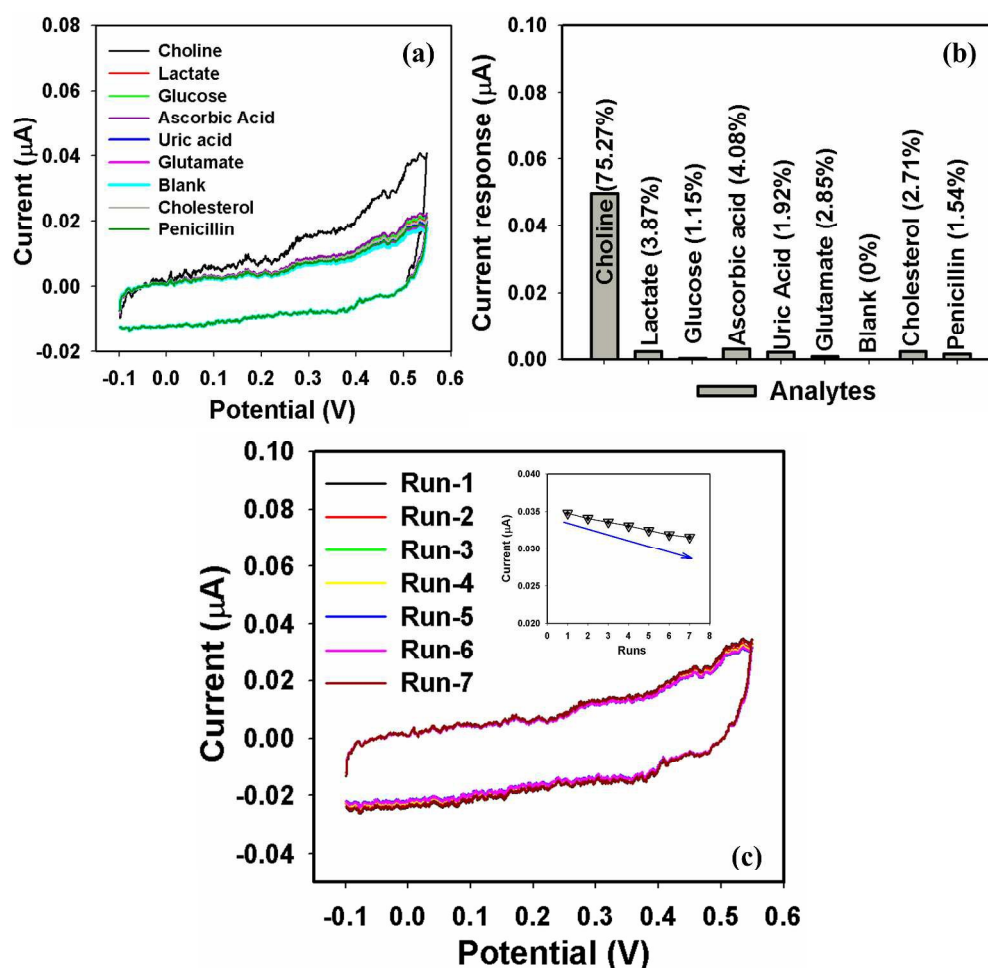 (a)
Choline
Lactate
Glucose
Ascorbic Acid
Uric acid
Glutamate
Blank
Cholesterol
Penicillin
0.08
0.06
0.04
0.02
0.00
-0.02
Current (μA)
-0.1 0.0 0.1 0.2 0.3 0.4 0.5 0.6
Potential (V)
(b)
0.10
0.08
0.06
0.04
0.02
0.00
Current response (μA)
Choline (75.27%)
Lactate (3.87%)
Glucose (1.15%)
Ascorbic acid (4.08%)
Uric Acid (1.92%)
Glutamate (2.85%)
Blank (0%)
Cholesterol (2.71%)
Penicillin (1.54%)
Analytes
0.10
0.08
0.06
0.04
0.02
0.00
-0.02
-0.04
Current (μA)
Run-1
Run-2
Run-3
Run-4
Run-5
Run-6
Run-7
0.040
0.035
0.030
0.025
0.020
Current (μA)
0 1 2 3 4 5 6 7 8
Runs
(c)
-0.1 0.0 0.1 0.2 0.3 0.4 0.5 0.6
Potential (V)